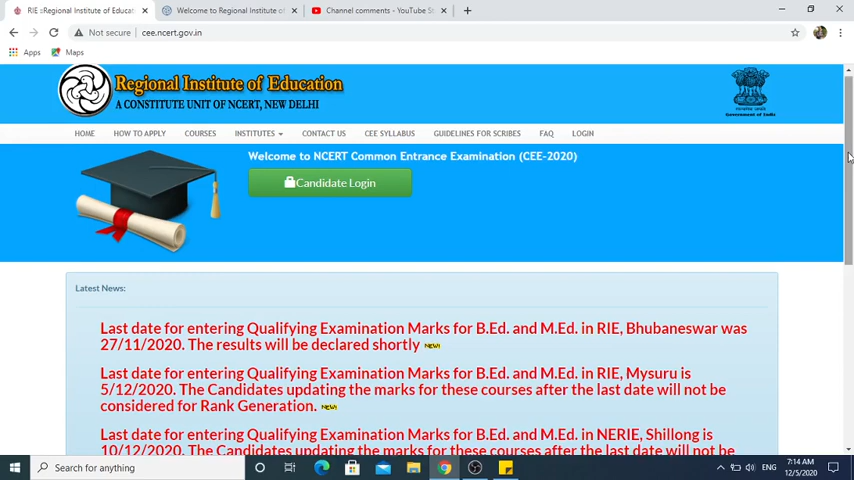 RIE ::Regional Institute of Educat
Welcome to Regional Institute of
Channel comments - YouTube St
Not secure | cee.ncert.gov.in
Apps Maps
Regional Institute of Education
A CONSTITUTE UNIT OF NCERT, NEW DELHI
Government of India
HOME HOW TO APPLY COURSES INSTITUTES CONTACT US CEE SYLLABUS GUIDELINES FOR SCRIBES FAQ LOGIN
Welcome to NCERT Common Entrance Examination (CEE-2020)
Candidate Login
Latest News:
Last date for entering Qualifying Examination Marks for B.Ed. and M.Ed. in RIE, Bhubaneswar was
27/11/2020. The results will be declared shortly NEW!
Last date for entering Qualifying Examination Marks for B.Ed. and M.Ed. in RIE, Mysuru is
5/12/2020. The Candidates updating the marks for these courses after the last date will not be
considered for Rank Generation. NEW!
Last date for entering Qualifying Examination Marks for B.Ed. and M.Ed. in NERIE, Shillong is
10/12/2020. The Candidates updating the marks for these courses after the last date will not be
Search for anything
ENG
7:14 AM
12/5/2020